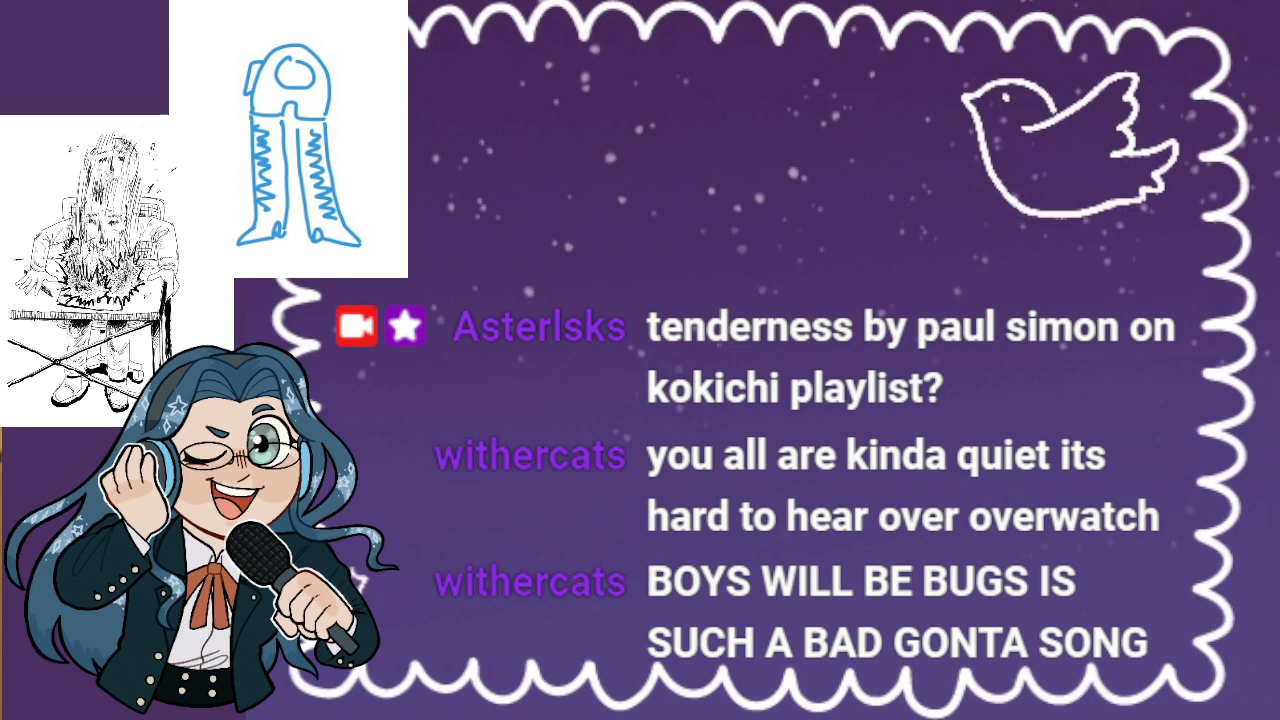 AsterIsks tenderness by paul simon on
kokichi playlist?
withercats you all are kinda quiet its
hard to hear over overwatch
withercats BOYS WILL BE BUGS IS
SUCH A BAD GONTA SONG